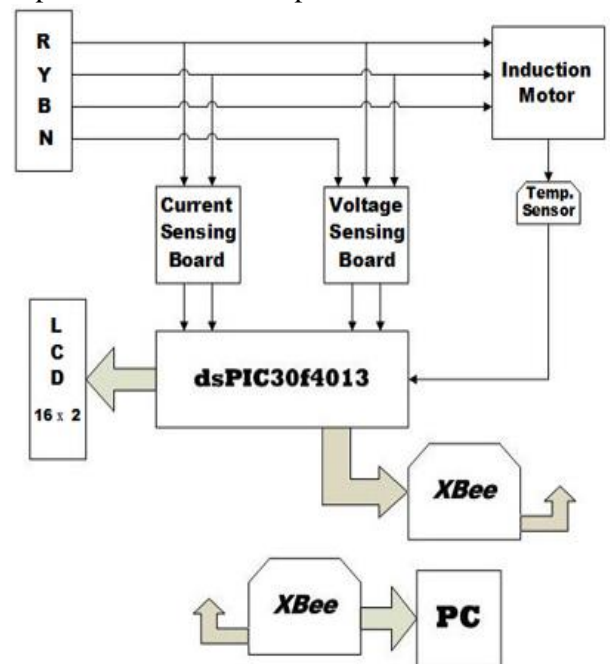 R
Y
B
N
Induction
Motor
Temp.
Sensor
Current
Sensing
Board
Voltage
Sensing
Board
L
C
D
16 x 2
dsPIC30f4013
XBee
XBee
PC